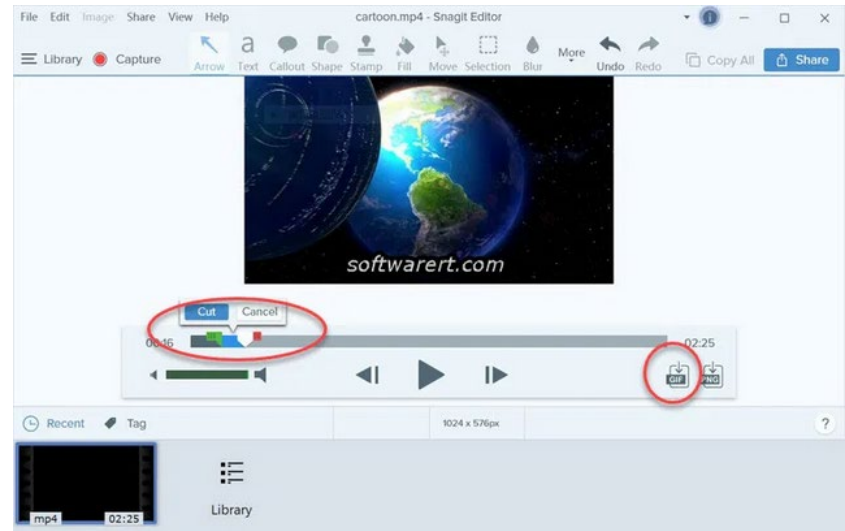 File Edit Image Share View Help cartoon.mp4 - Snagit Editor
Library Capture Arrow Text Callout Shape Stamp Fill Move Selection Blur More Undo Redo Copy All Share
a
softwarert.com
Cut Cancel
00:16 02:25
GIF PNG
Recent Tag 1024 x 576px ?
mp4 02:25
Library